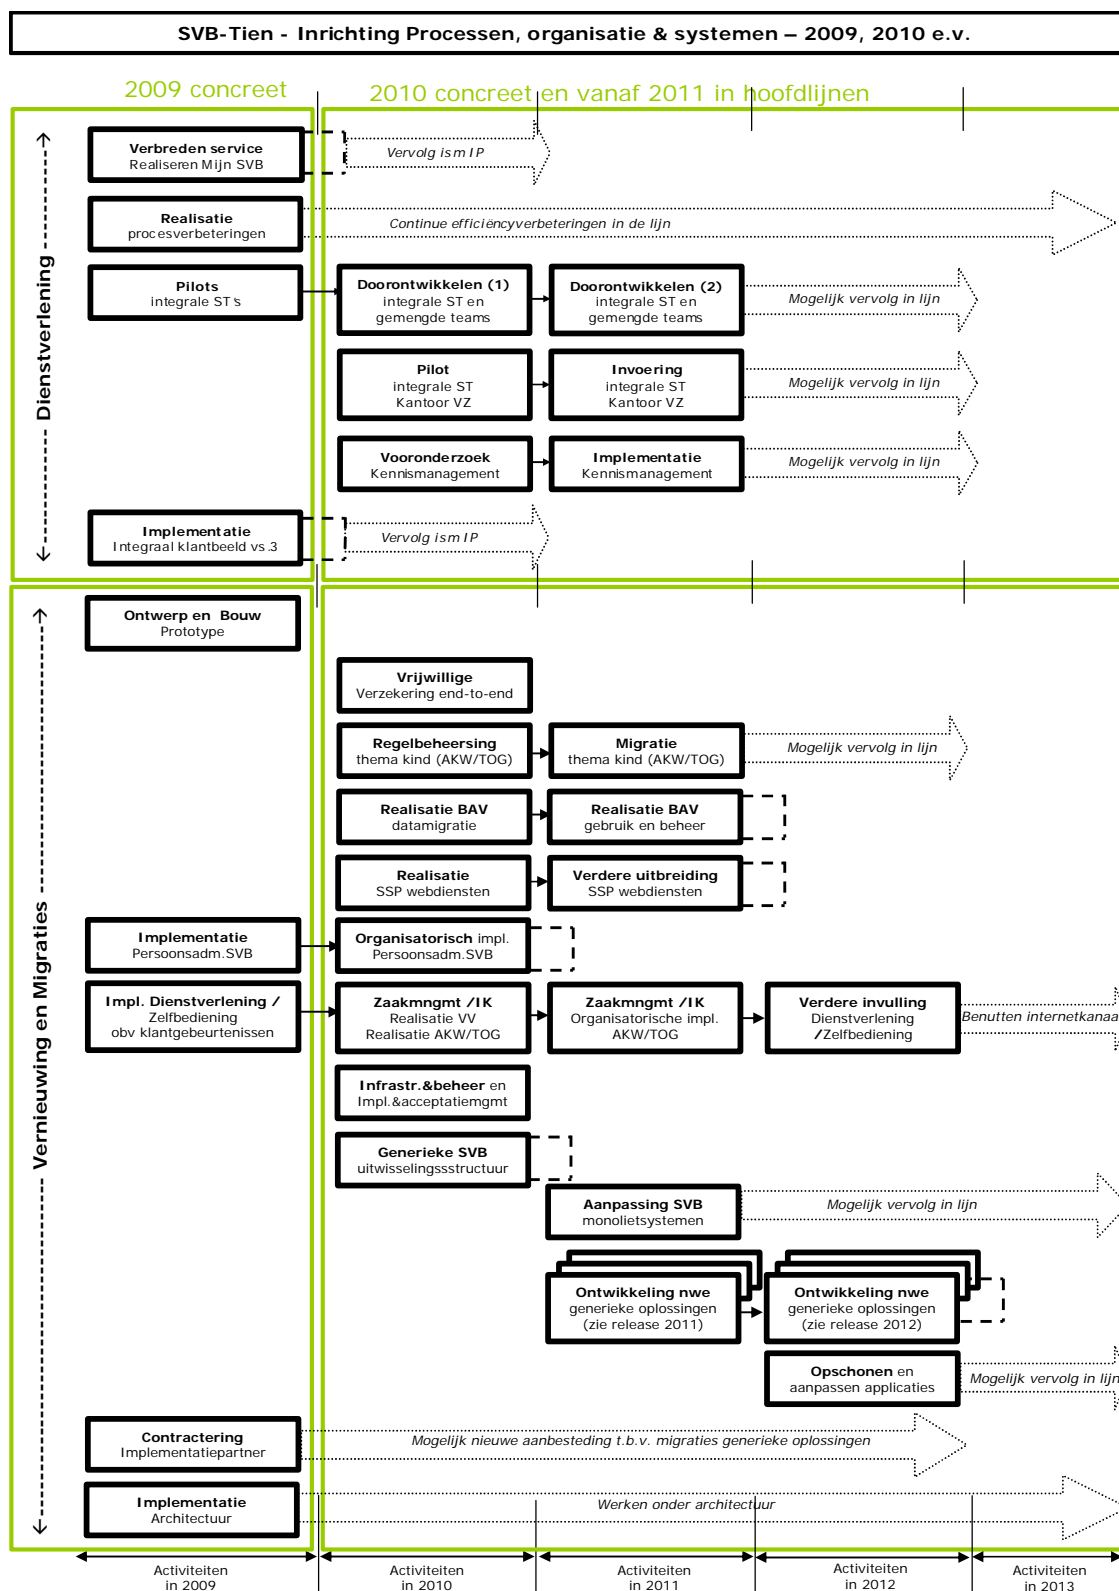 SVB-Tien - Inrichting Processen, organisatie & systemen – 2009, 2010 e.v.
2009 concreet
2010 concreet en vanaf 2011 in hoofdlijnen
Dienstverlening
Verbreden service
Realiseren Mijn SVB
Vervolg ism IP
Realisatie
procesverbeteringen
Continue efficiëncyverbeteringen in de lijn
Pilots
integrale ST's
Doorontwikkelen (1)
integrale ST en
gemengde teams
Doorontwikkelen (2)
integrale ST en
gemengde teams
Mogelijk vervolg in lijn
Pilot
integrale ST
Kantoor VZ
Invoering
integrale ST
Kantoor VZ
Mogelijk vervolg in lijn
Vooronderzoek
Kennismanagement
Implementatie
Kennismanagement
Mogelijk vervolg in lijn
Implementatie
Integraal klantbeeld vs.3
Vervolg ism IP
Vernieuwing en Migraties
Ontwerp en Bouw
Prototype
Vrijwillige
Verzekering end-to-end
Regelbeheersing
thema kind (AKW/TOG)
Migratie
thema kind (AKW/TOG)
Mogelijk vervolg in lijn
Realisatie BAV
datamigratie
Realisatie BAV
gebruik en beheer
Realisatie
SSP webdiensten
Verdere uitbreiding
SSP webdiensten
Implementatie
Persoonsadm.SVB
Organisatorisch impl.
Persoonsadm.SVB
Impl. Dienstverlening /
Zelfbediening
obv klantgebeurtenissen
Zaakmngmt /IK
Realisatie VV
Realisatie AKW/TOG
Zaakmngmt /IK
Organisatorische impl.
AKW/TOG
Verdere invulling
Dienstverlening
/Zelfbediening
Benutten internetkanaa
Infrastr.&beheer en
Impl.&acceptatiemgmt
Generieke SVB
uitwisselingssstructuur
Aanpassing SVB
monolietsystemen
Mogelijk vervolg in lijn
Ontwikkeling nwe
generieke oplossingen
(zie release 2011)
Ontwikkeling nwe
generieke oplossingen
(zie release 2012)
Opschonen en
aanpassen applicaties
Mogelijk vervolg in lijn
Contractering
Implementatiepartner
Mogelijk nieuwe aanbesteding t.b.v. migraties generieke oplossingen
Implementatie
Architectuur
Werken onder architectuur
Activiteiten
in 2009
Activiteiten
in 2010
Activiteiten
in 2011
Activiteiten
in 2012
Activiteiten
in 2013